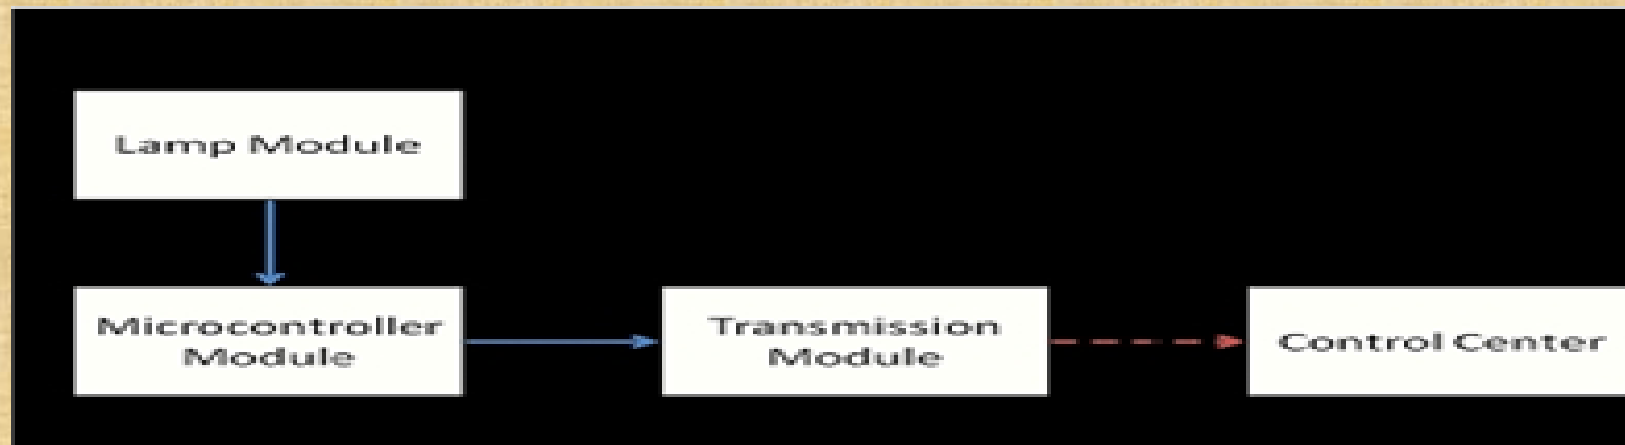 Lamp Module
Microcontroller
Module
Transmission
Module
Control Center